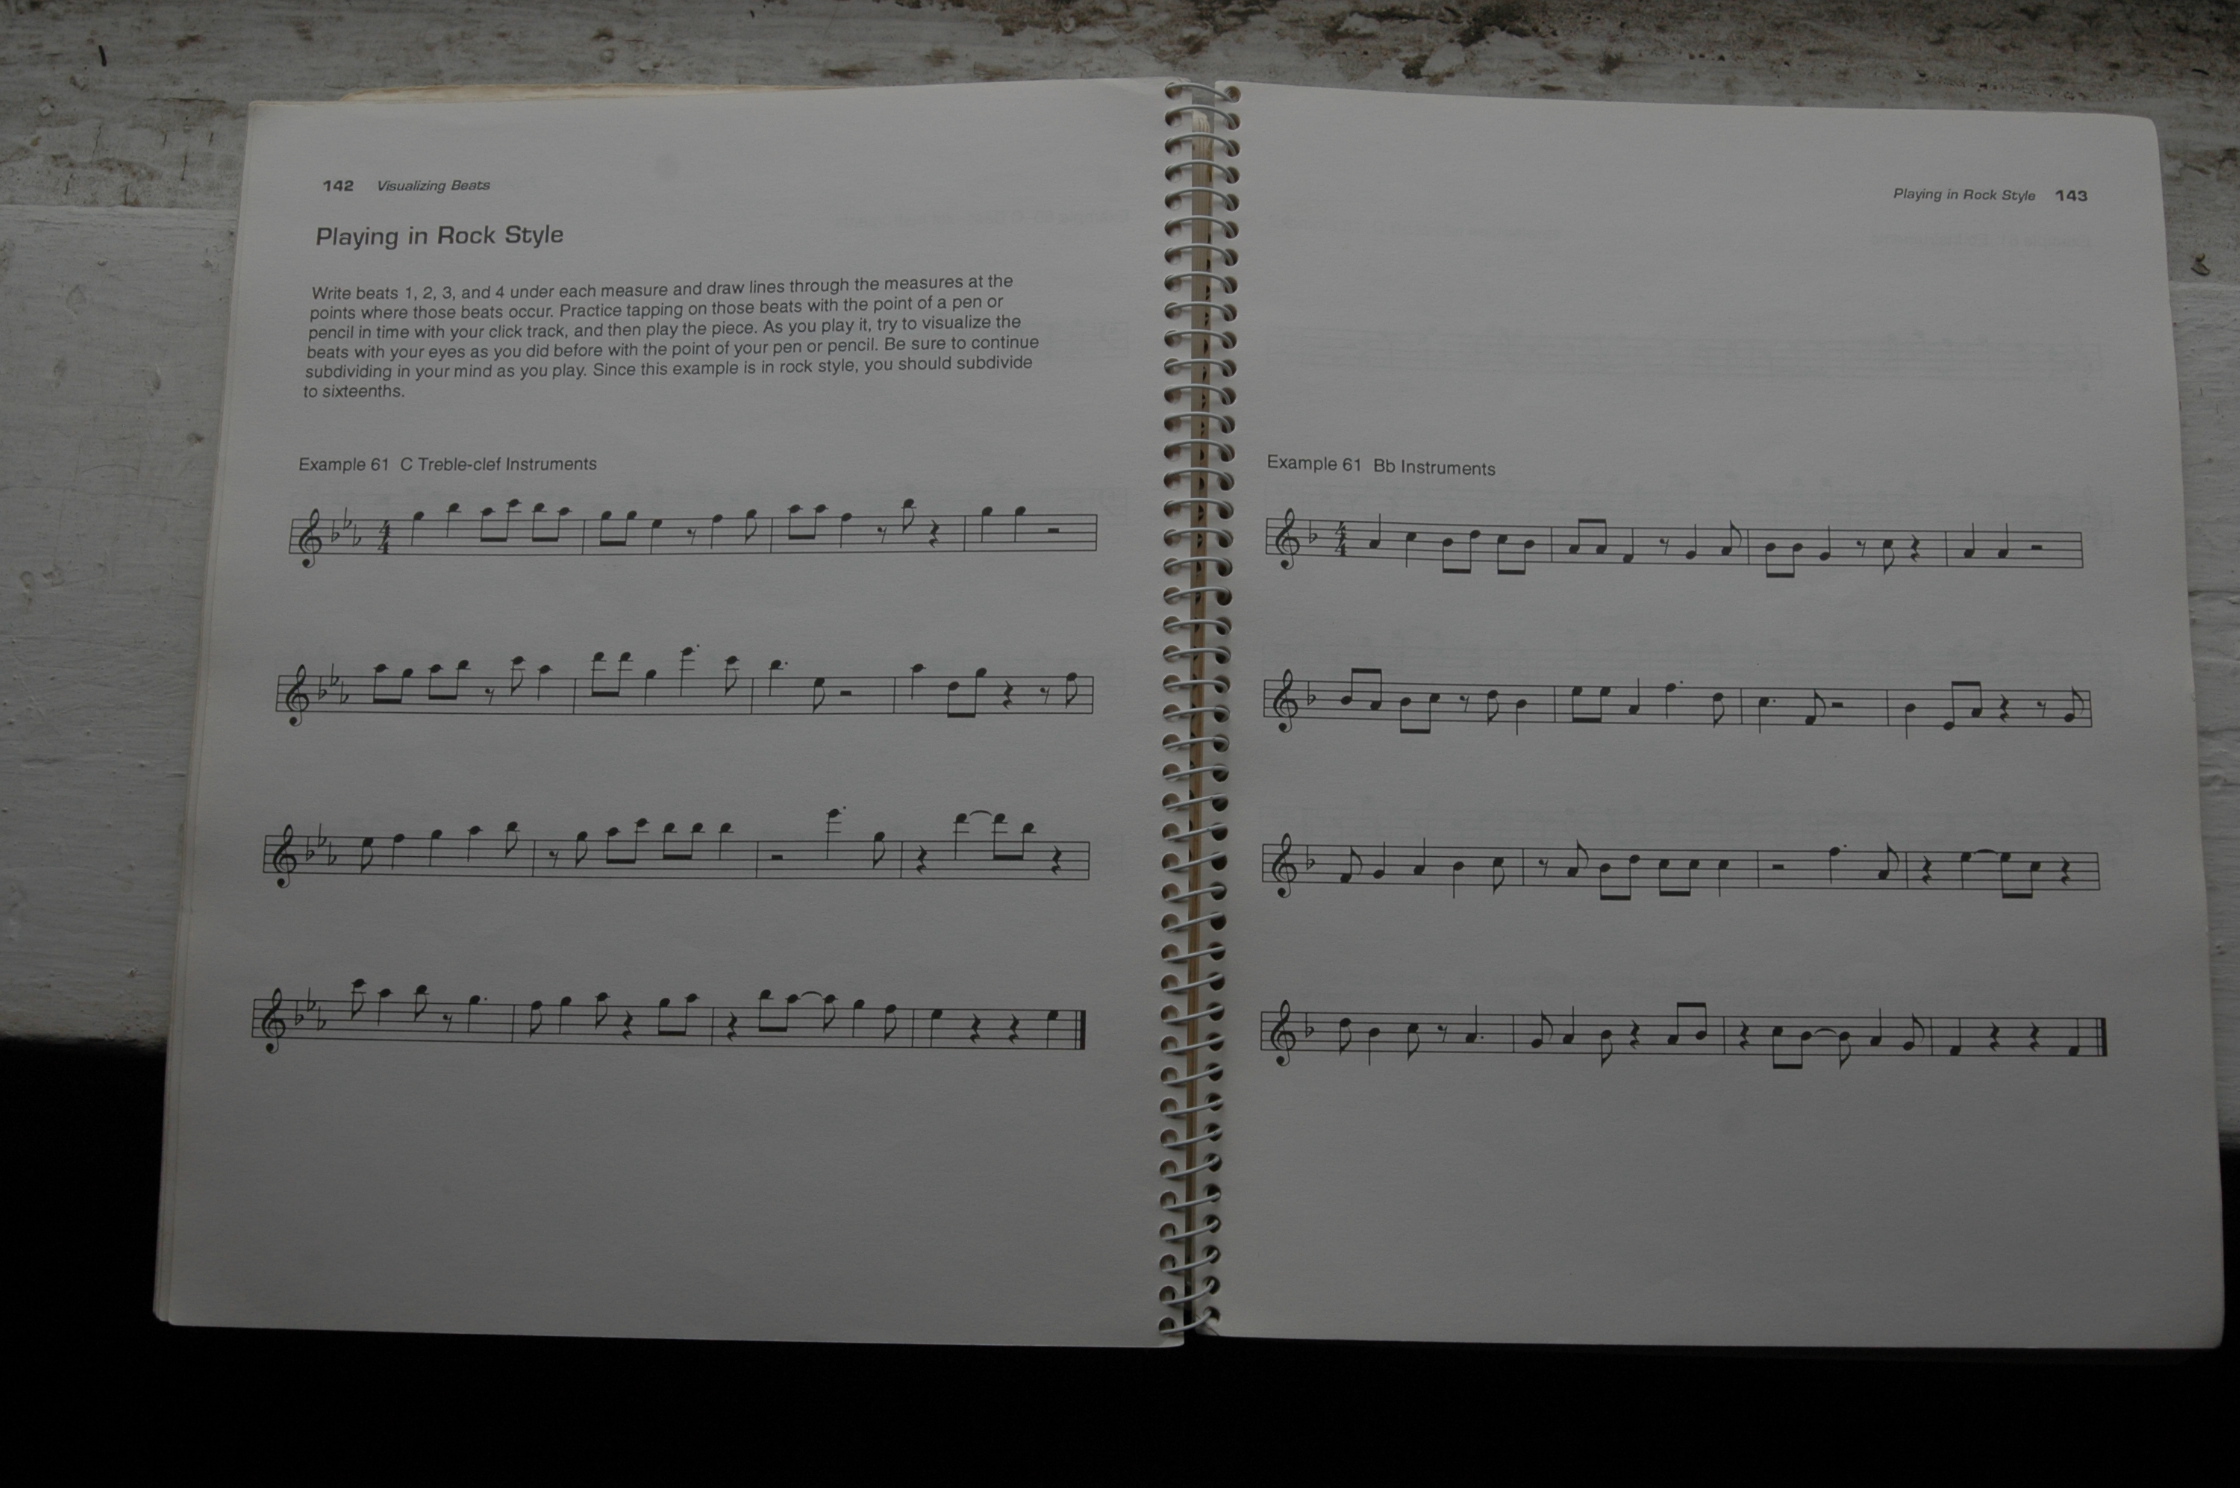 142 Visualizing Beats
Playing in Rock Style
Write beats 1, 2, 3, and 4 under each measure and draw lines through the measures at the
points where those beats occur. Practice tapping on those beats with the point of a pen or
pencil in time with your click track, and then play the piece. As you play it, try to visualize the
beats with your eyes as you did before with the point of your pen or pencil. Be sure to continue
subdividing in your mind as you play. Since this example is in rock style, you should subdivide
to sixteenths.
Example 61 C Treble-clef Instruments
4
4
Playing in Rock Style 143
Example 61 Bb Instruments
4
4